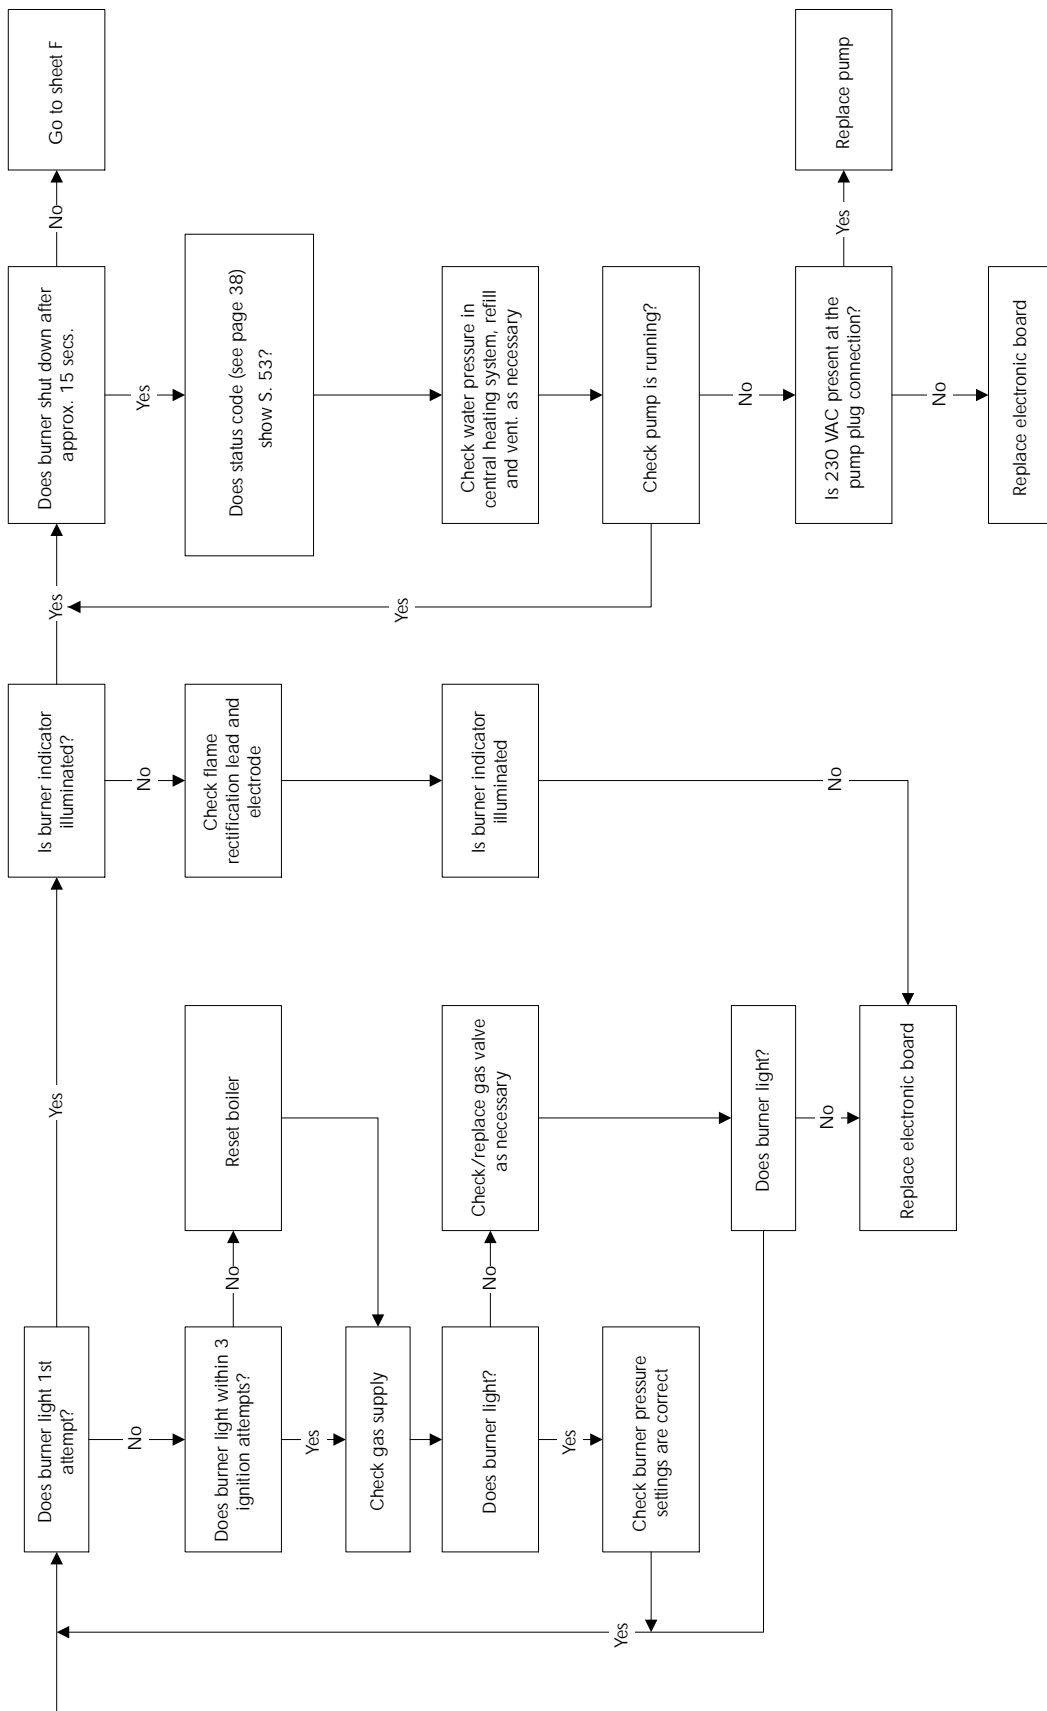 Does burner light 1st
attempt?
Yes
No
Does burner light within 3
ignition attempts?
No
Reset boiler
Yes
Check gas supply
Does burner light?
No
Check/replace gas valve
as necessary
Yes
Check burner pressure
settings are correct
Does burner light?
Yes
No
Replace electronic board
Is burner indicator
illuminated?
Yes
No
Check flame
rectification lead and
electrode
Is burner indicator
illuminated
No
Does burner shut down after
approx. 15 secs.
No
Go to sheet F
Yes
Does status code (see page 38)
show S. 53?
Check water pressure in
central heating system, refill
and vent. as necessary
Check pump is running?
Yes
No
Is 230 VAC present at the
pump plug connection?
Yes
Replace pump
No
Replace electronic board